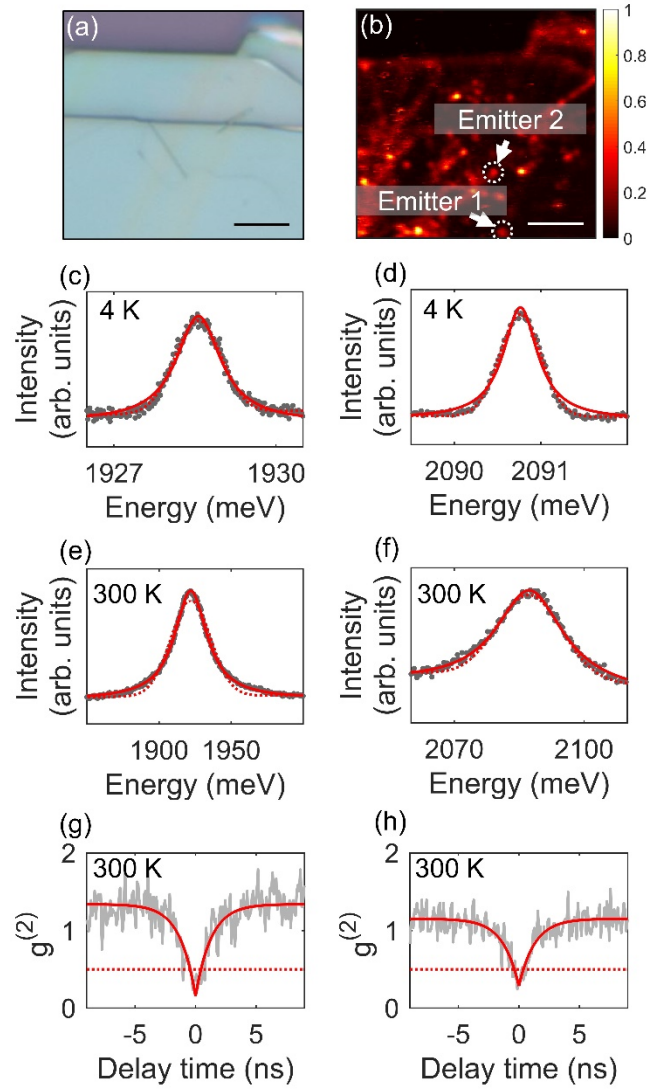 (a)
(b)
Emitter 2
Emitter 1
1
0.8
0.6
0.4
0.2
0
(c)
4 K
Intensity
(arb. units)
1927
1930
Energy (meV)
(d)
4 K
Intensity
(arb. units)
2090
2091
Energy (meV)
(e)
300 K
Intensity
(arb. units)
1900
1950
Energy (meV)
(f)
300 K
Intensity
(arb. units)
2070
2100
Energy (meV)
(g)
300 K
g(2)
2
1
0
-5
0
5
Delay time (ns)
(h)
300 K
g(2)
2
1
0
-5
0
5
Delay time (ns)